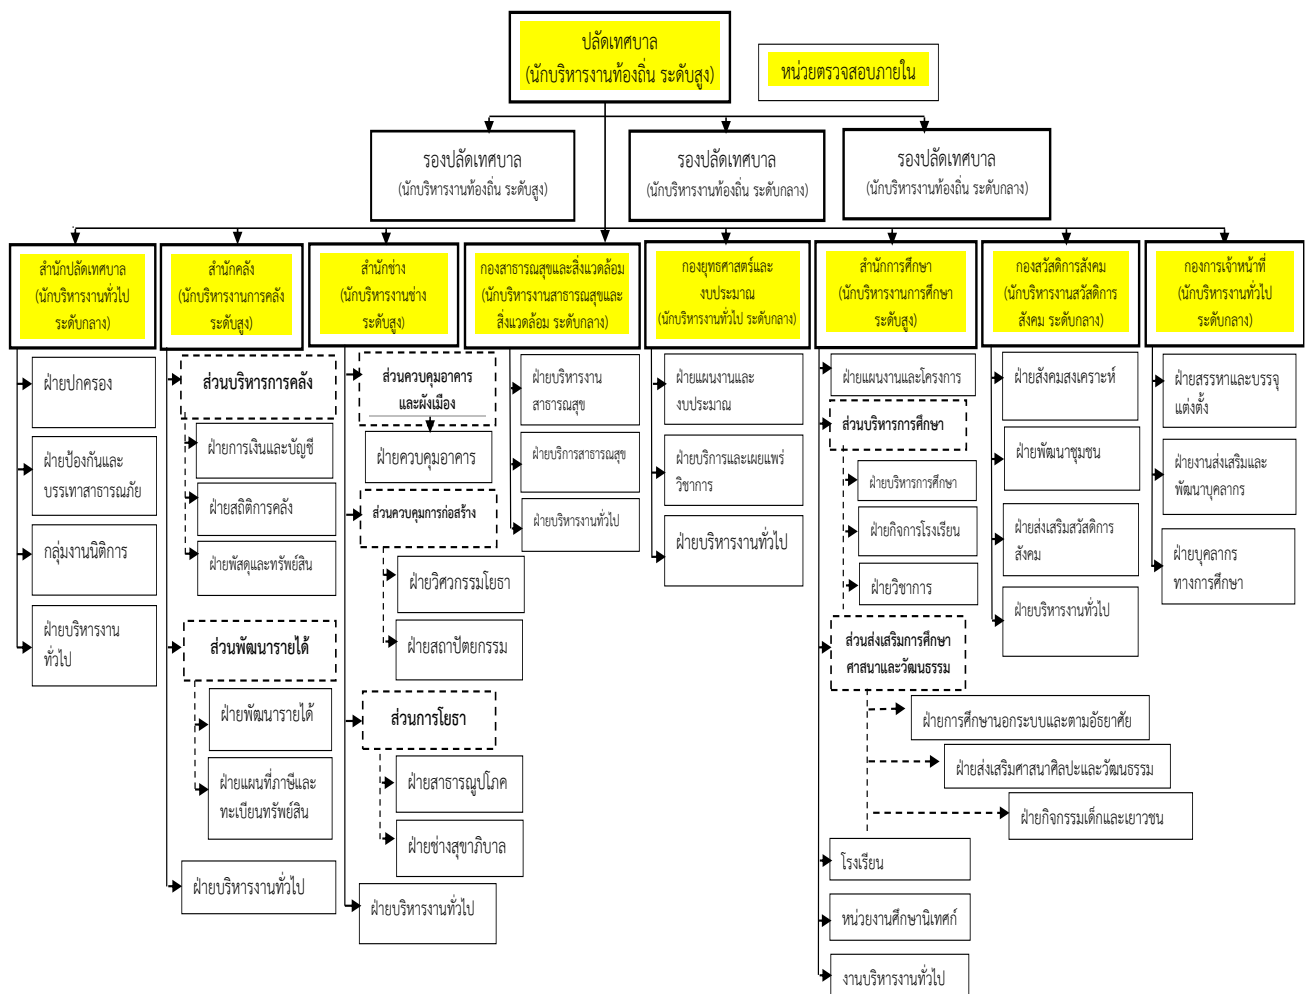 ปลัดเทศบาล
(นักบริหารงานท้องถิ่น ระดับสูง)
หน่วยตรวจสอบภายใน
รองปลัดเทศบาล
(นักบริหารงานท้องถิ่น ระดับสูง)
รองปลัดเทศบาล
(นักบริหารงานท้องถิ่น ระดับกลาง)
รองปลัดเทศบาล
(นักบริหารงานท้องถิ่น ระดับกลาง)
สำนักปลัดเทศบาล
(นักบริหารงานทั่วไป
ระดับกลาง)
สำนักคลัง
(นักบริหารงานการคลัง
ระดับสูง)
สำนักช่าง
(นักบริหารงานช่าง
ระดับสูง)
กองสาธารณสุขและสิ่งแวดล้อม
(นักบริหารงานสาธารณสุขและ
สิ่งแวดล้อม ระดับกลาง)
กองยุทธศาสตร์และ
งบประมาณ
(นักบริหารงานทั่วไป ระดับกลาง)
สำนักการศึกษา
(นักบริหารงานการศึกษา
ระดับสูง)
กองสวัสดิการสังคม
(นักบริหารงานสวัสดิการ
สังคม ระดับกลาง)
กองการเจ้าหน้าที่
(นักบริหารงานทั่วไป
ระดับกลาง)
ฝ่ายปกครอง
ฝ่ายป้องกันและ
บรรเทาสาธารณภัย
กลุ่มงานนิติการ
ฝ่ายบริหารงาน
ทั่วไป
ส่วนบริหารการคลัง
ฝ่ายการเงินและบัญชี
ฝ่ายสถิติการคลัง
ฝ่ายพัสดุและทรัพย์สิน
ส่วนพัฒนารายได้
ฝ่ายพัฒนารายได้
ฝ่ายแผนที่ภาษีและ
ทะเบียนทรัพย์สิน
ฝ่ายบริหารงานทั่วไป
ส่วนควบคุมอาคาร
และผังเมือง
ฝ่ายควบคุมอาคาร
ส่วนควบคุมการก่อสร้าง
ฝ่ายวิศวกรรมโยธา
ฝ่ายสถาปัตยกรรม
ส่วนการโยธา
ฝ่ายสาธารณูปโภค
ฝ่ายช่างสุขาภิบาล
ฝ่ายบริหารงานทั่วไป
ฝ่ายบริหารงาน
สาธารณสุข
ฝ่ายบริการสาธารณสุข
ฝ่ายบริหารงานทั่วไป
ฝ่ายแผนงานและ
งบประมาณ
ฝ่ายบริการและเผยแพร่
วิชาการ
ฝ่ายบริหารงานทั่วไป
ฝ่ายแผนงานและโครงการ
ส่วนบริหารการศึกษา
ฝ่ายบริหารการศึกษา
ฝ่ายกิจการโรงเรียน
ฝ่ายวิชาการ
ส่วนส่งเสริมการศึกษา
ศาสนาและวัฒนธรรม
ฝ่ายการศึกษานอกระบบและตามอัธยาศัย
ฝ่ายส่งเสริมศาสนาศิลปะและวัฒนธรรม
ฝ่ายกิจกรรมเด็กและเยาวชน
โรงเรียน
หน่วยงานศึกษานิเทศก์
งานบริหารงานทั่วไป
ฝ่ายสังคมสงเคราะห์
ฝ่ายพัฒนาชุมชน
ฝ่ายส่งเสริมสวัสดิการ
สังคม
ฝ่ายบริหารงานทั่วไป
ฝ่ายสรรหาและบรรจุ
แต่งตั้ง
ฝ่ายงานส่งเสริมและ
พัฒนาบุคลากร
ฝ่ายบุคลากร
ทางการศึกษา